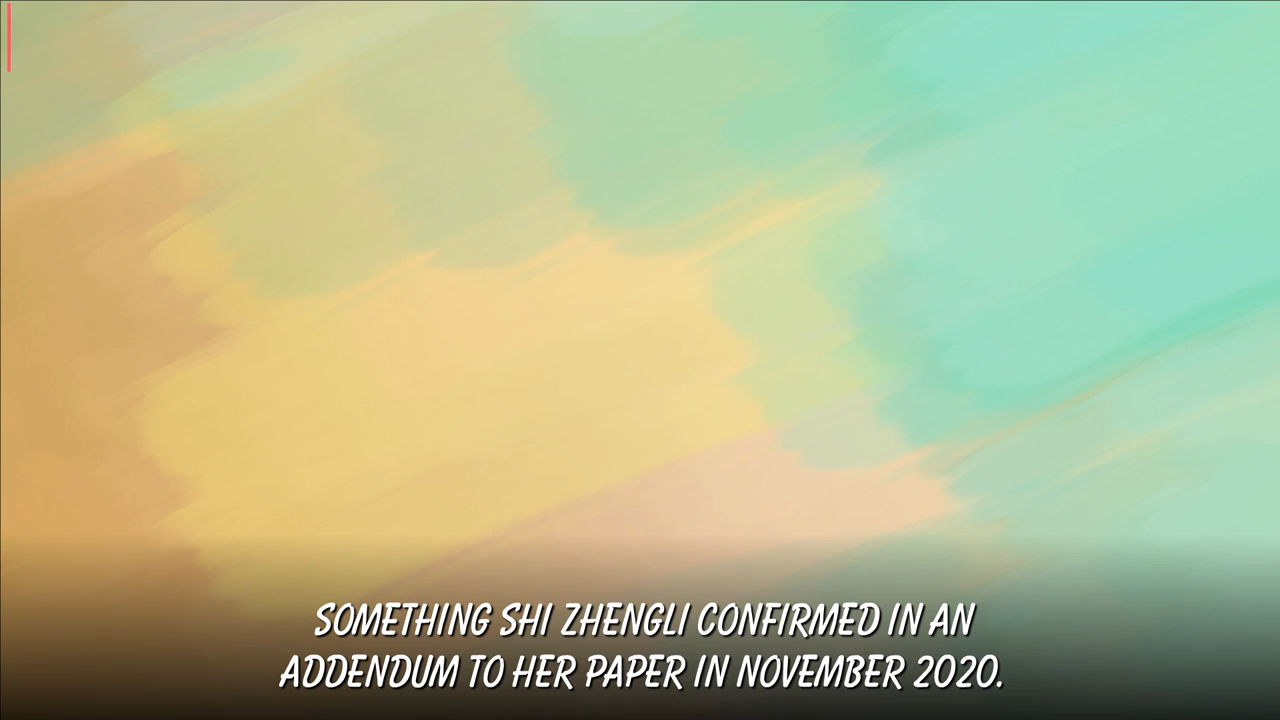 SOMETHING SHI ZHENGLI CONFIRMED IN AN
ADDENDUM TO HER PAPER IN NOVEMBER 2020.